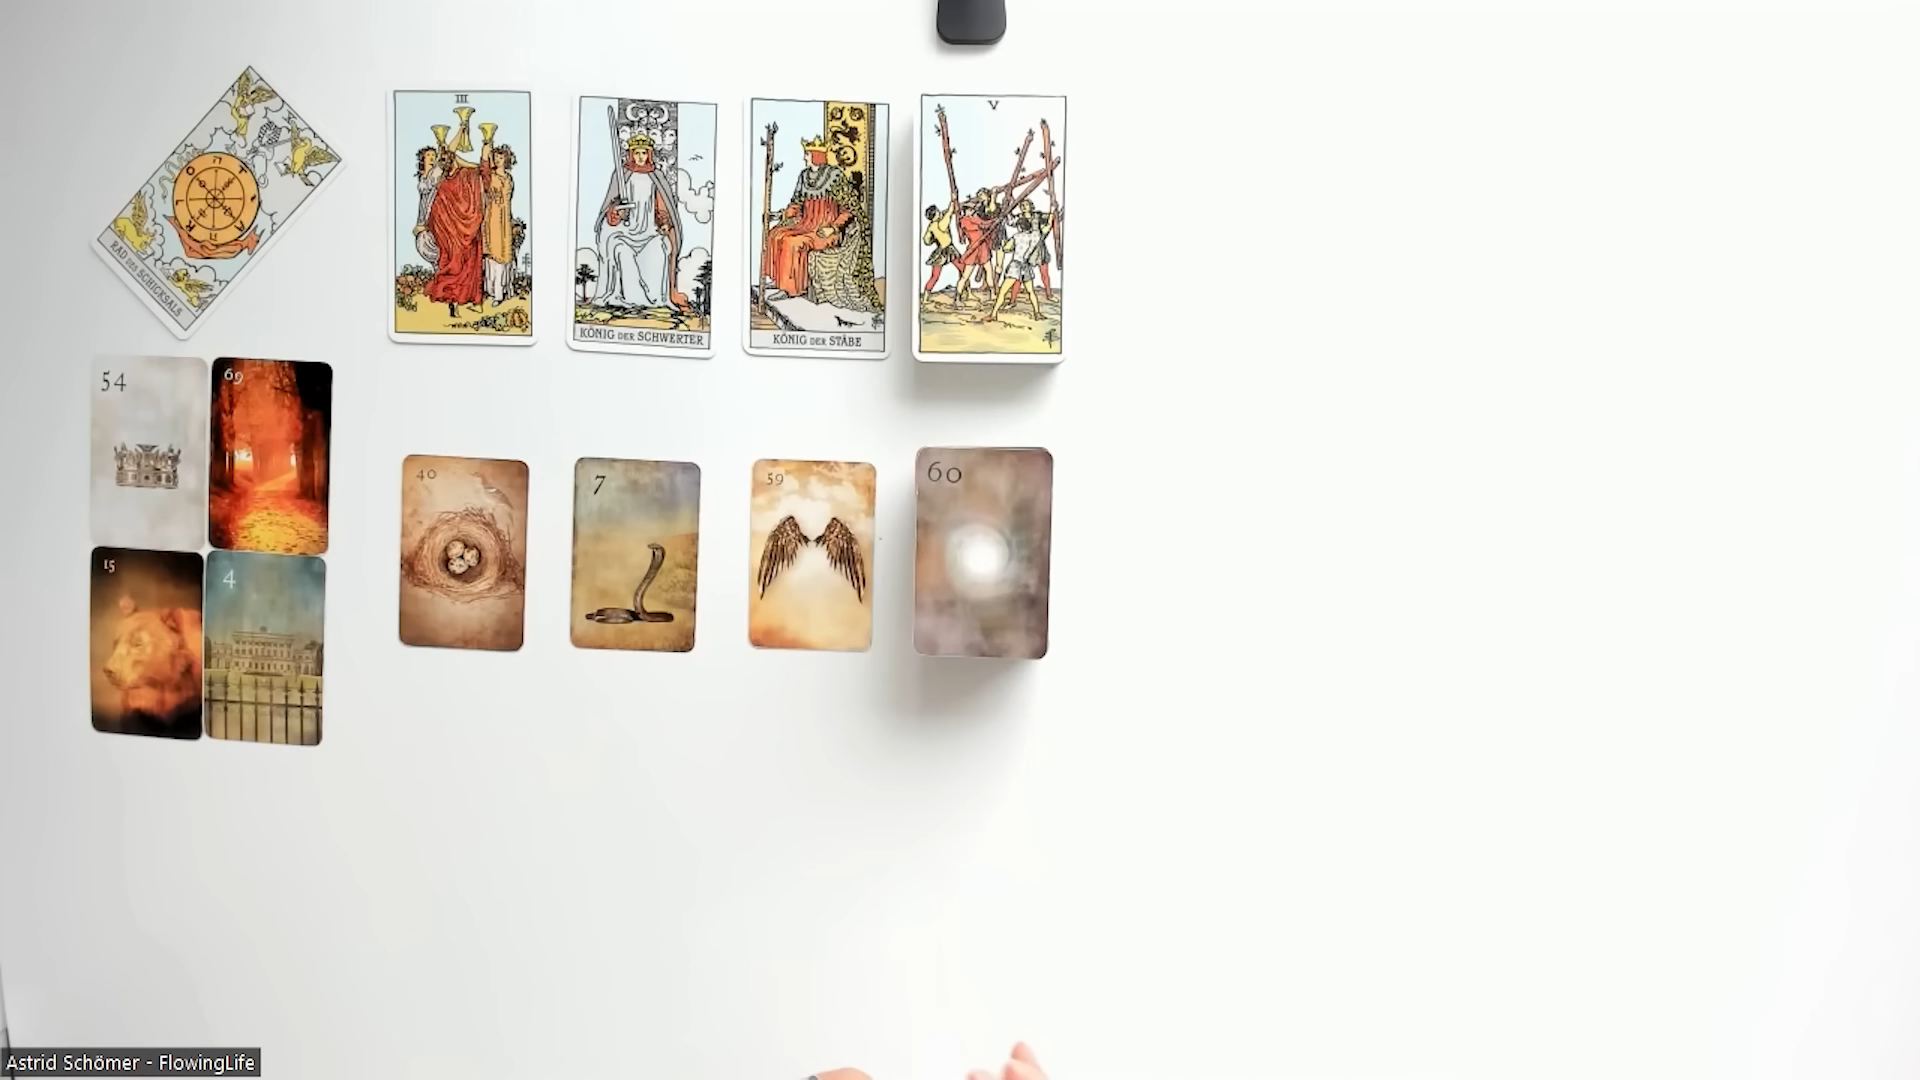 RAD DES SCHICKSALS
III
KÖNIG DER SCHWERTER
KÖNIG DER STÄBE
V
54
69
15
4
40
7
59
60
Astrid Schömer - FlowingLife